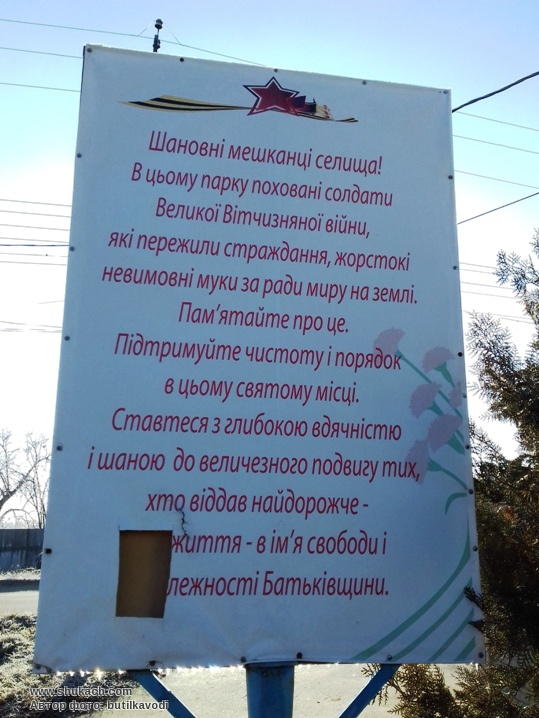 Шановні мешканці селища!
В цьому парку поховані солдати
Великої Вітчизняної війни,
які пережили страждання, жорстокі
невимовні муки за ради миру на землі.
Пам'ятайте про це.
Підтримуйте чистоту і порядок
в цьому святому місці.
Ставтеся з глибокою вдячністю
і шаною до величезного подвигу тих,
хто віддав найдорожче -
життя - в ім'я свободи і
лежності Батьківщини.
www.shukach.com
Автор фото: butilkavodi